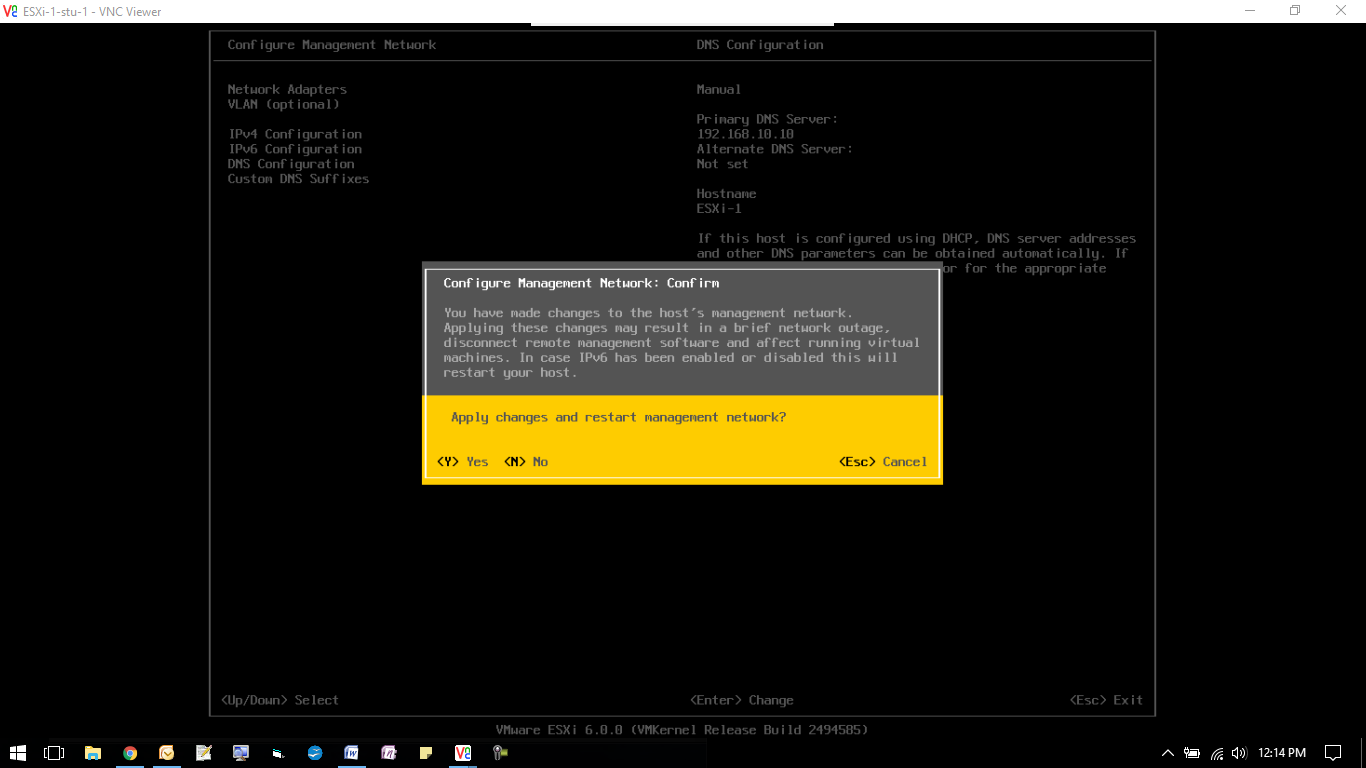 ESXi-1-stu-1 - VNC Viewer
Configure Management Network
DNS Configuration
Network Adapters
VLAN (optional)
IPv4 Configuration
IPv6 Configuration
DNS Configuration
Custom DNS Suffixes
Manual
Primary DNS Server:
192.168.10.10
Alternate DNS Server:
Not set
Hostname
ESXi-1
If this host is configured using DHCP, DNS server addresses
and other DNS parameters can be obtained automatically. If
or for the appropriate
Configure Management Network: Confirm
You have made changes to the host's management network.
Applying these changes may result in a brief network outage,
disconnect remote management software and affect running virtual
machines. In case IPv6 has been enabled or disabled this will
restart your host.
Apply changes and restart management network?
<Y> Yes <N> No <Esc> Cancel
<Up/Down> Select <Enter> Change <Esc> Exit
VMware ESXi 6.0.0 (VMKernel Release Build 2494585)
12:14 PM